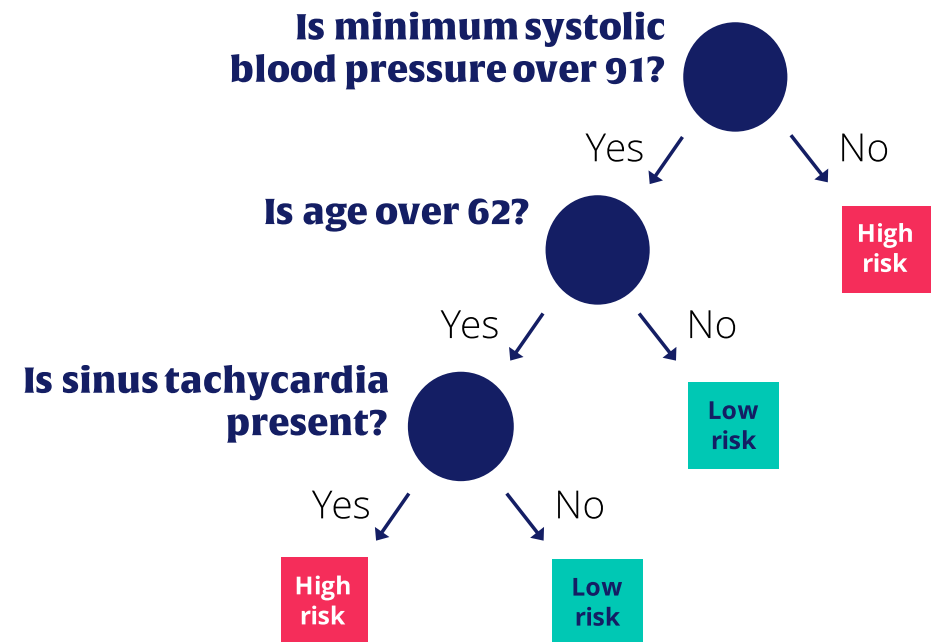 Is minimum systolic
blood pressure over 91?
Yes
No
Is age over 62?
High
risk
Yes
No
Is sinus tachycardia
present?
Low
risk
Yes
No
High
risk
Low
risk